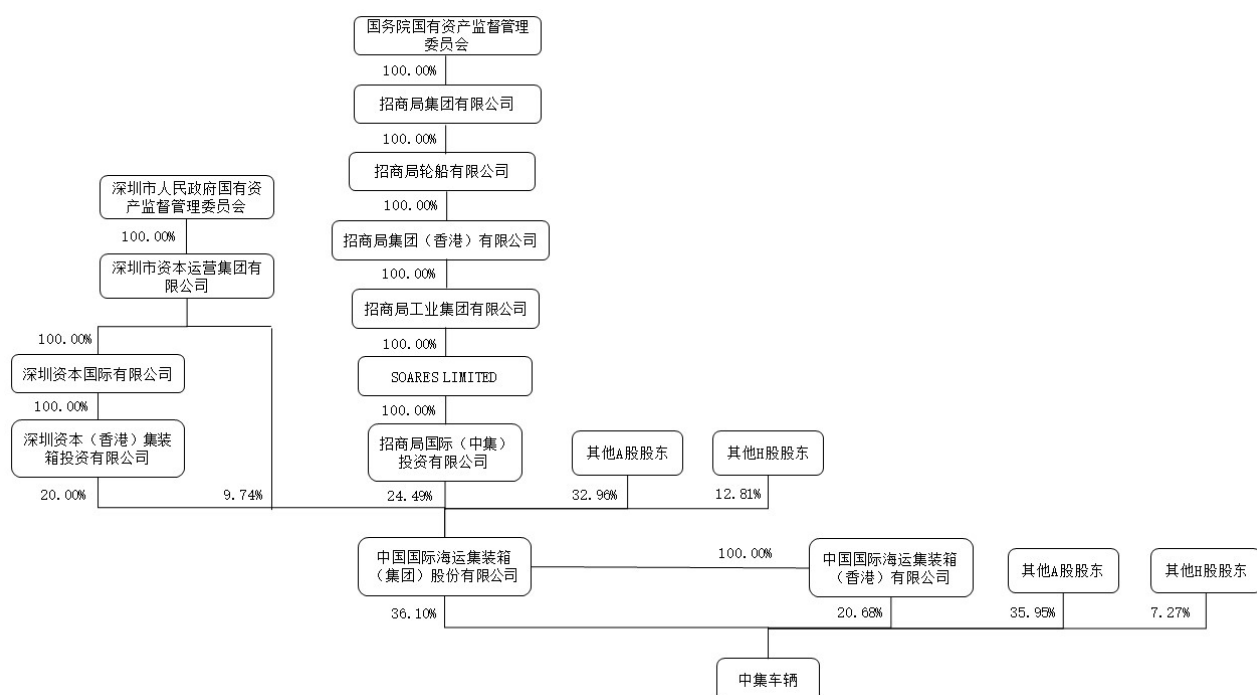 国务院国有资产监督管理
委员会
100.00%
招商局集团有限公司
100.00%
招商局轮船有限公司
100.00%
招商局集团（香港）有限公司
100.00%
招商局工业集团有限公司
100.00%
SOARES LIMITED
100.00%
招商局国际（中集）
投资有限公司
24.49%
深圳市人民政府国有资
产监督管理委员会
100.00%
深圳市资本运营集团有
限公司
100.00%
深圳资本国际有限公司
100.00%
深圳资本（香港）集装
箱投资有限公司
20.00%
9.74%
其他A股股东
32.96%
其他H股股东
12.81%
中国国际海运集装箱
（集团）股份有限公司
100.00%
中国国际海运集装箱
（香港）有限公司
其他A股股东
其他H股股东
36.10%
20.68%
35.95%
7.27%
中集车辆